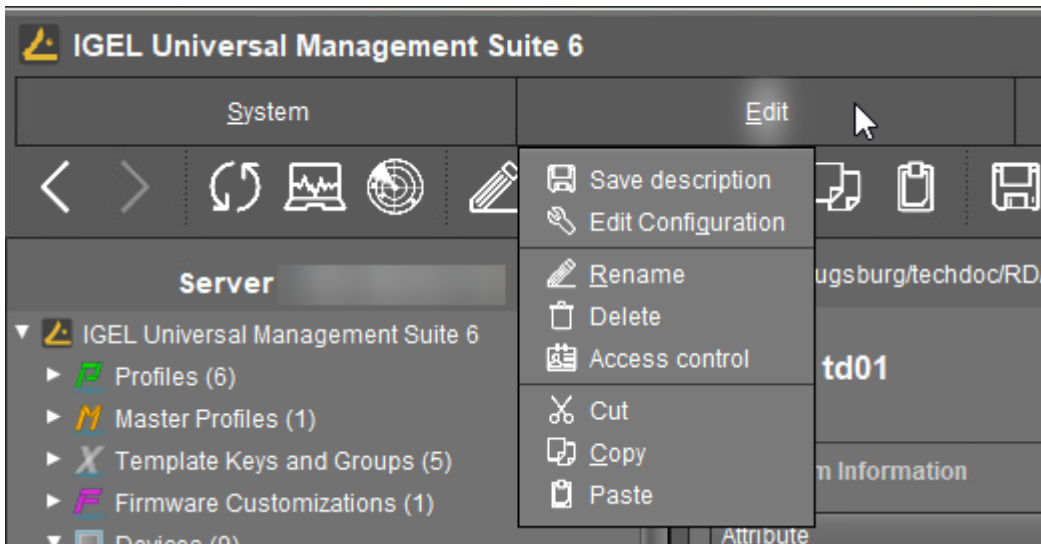 IGEL Universal Management Suite 6
System
Edit
Save description
Edit Configuration
Rename
Delete
Access control
Cut
Copy
Paste
Server
IGEL Universal Management Suite 6
Profiles (6)
Master Profiles (1)
Template Keys and Groups (5)
Firmware Customizations (1)
Devices (9)
ugsburg/techdoc/RD
td01
m Information
Attribute